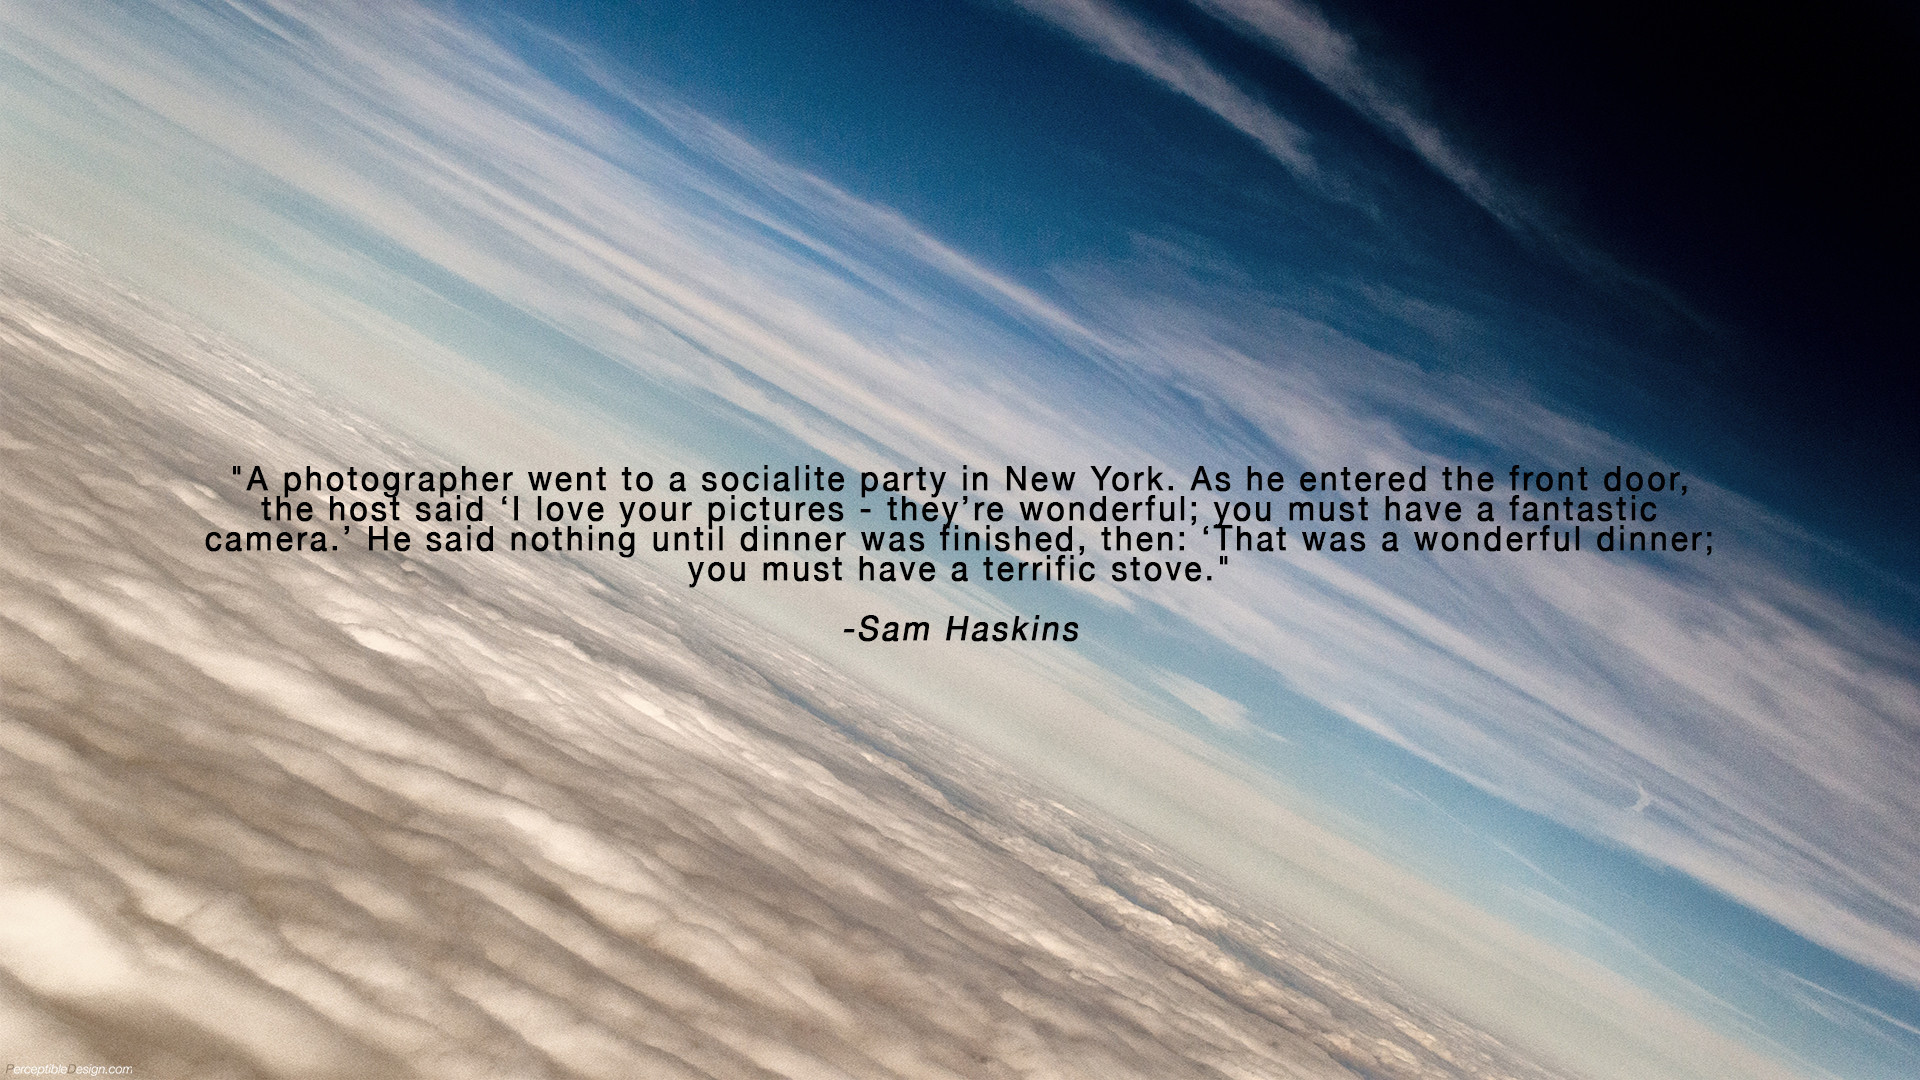 "A photographer went to a socialite party in New York. As he entered the front door,
the host said ‘I love your pictures - they’re wonderful; you must have a fantastic
camera.’ He said nothing until dinner was finished, then: ‘That was a wonderful dinner;
you must have a terrific stove."
-Sam Haskins
PerceptibleDesign.com